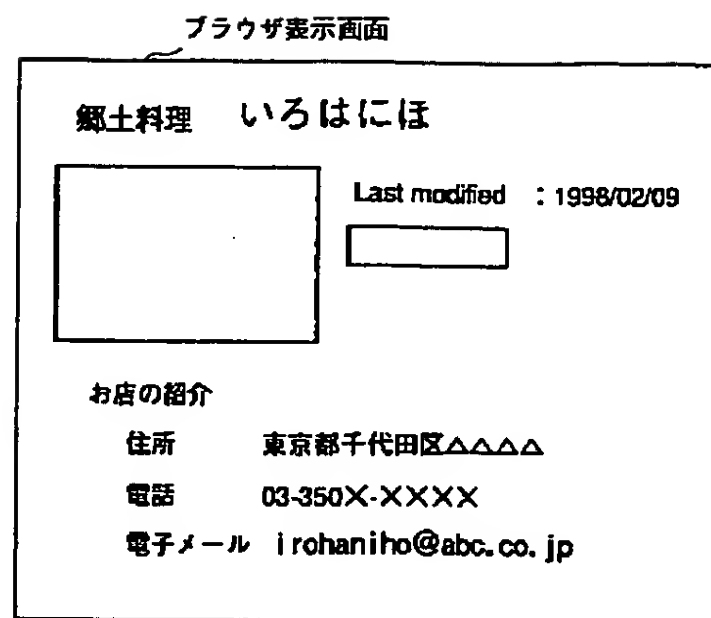 ブラウザ表示画面
郷土料理 いろはにほ
Last modified : 1998/02/09
お店の紹介
住所 東京都千代田区△△△△
電話 03-350X-XXXX
電子メール irohaniho@abc.co.jp